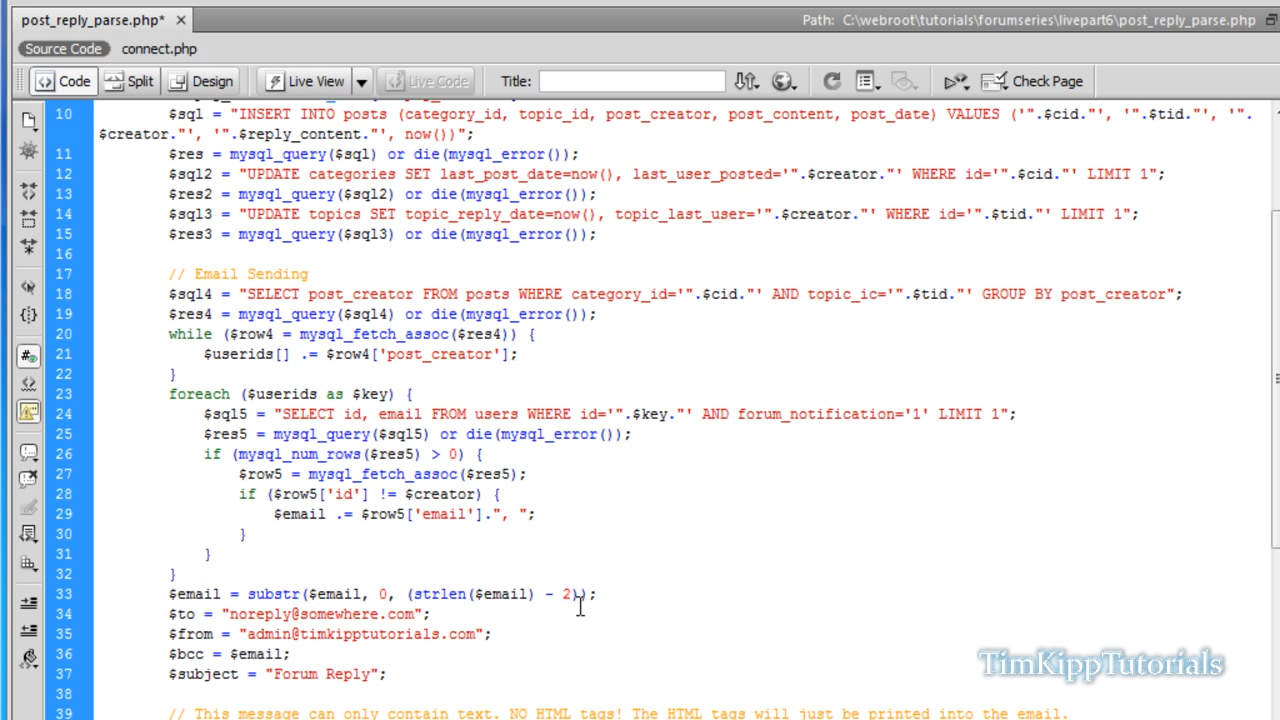 post_reply_parse.php* ×
Path: C:\webroot\tutorials\forumseries\livepart6\post_reply_parse.php
Source Code connect.php
Code Split Design Live View Live Code Title: Check Page
10 $sql = "INSERT INTO posts (category_id, topic_id, post_creator, post_content, post_date) VALUES ('".$cid."', '".$tid."', '".
$creator."', '".$reply_content."', now())";
11 $res = mysql_query($sql) or die(mysql_error());
12 $sql2 = "UPDATE categories SET last_post_date=now(), last_user_posted='".$creator."' WHERE id='".$cid."' LIMIT 1";
13 $res2 = mysql_query($sql2) or die(mysql_error());
14 $sql3 = "UPDATE topics SET topic_reply_date=now(), topic_last_user='".$creator."' WHERE id='".$tid."' LIMIT 1";
15 $res3 = mysql_query($sql3) or die(mysql_error());
16
17 // Email Sending
18 $sql4 = "SELECT post_creator FROM posts WHERE category_id='".$cid."' AND topic_ic='".$tid."' GROUP BY post_creator";
19 $res4 = mysql_query($sql4) or die(mysql_error());
20 while ($row4 = mysql_fetch_assoc($res4)) {
21 $userids[] .= $row4['post_creator'];
22 }
23 foreach ($userids as $key) {
24 $sql5 = "SELECT id, email FROM users WHERE id='".$key."' AND forum_notification='1' LIMIT 1";
25 $res5 = mysql_query($sql5) or die(mysql_error());
26 if (mysql_num_rows($res5) > 0) {
27 $row5 = mysql_fetch_assoc($res5);
28 if ($row5['id'] != $creator) {
29 $email .= $row5['email'].", ";
30 }
31 }
32 }
33 $email = substr($email, 0, (strlen($email) - 2));
34 $to = "noreply@somewhere.com";
35 $from = "admin@timkipptutorials.com";
36 $bcc = $email;
37 $subject = "Forum Reply";
38
39 // This message can only contain text. NO HTML tags! The HTML tags will just be printed into the email.
TimKippTutorials